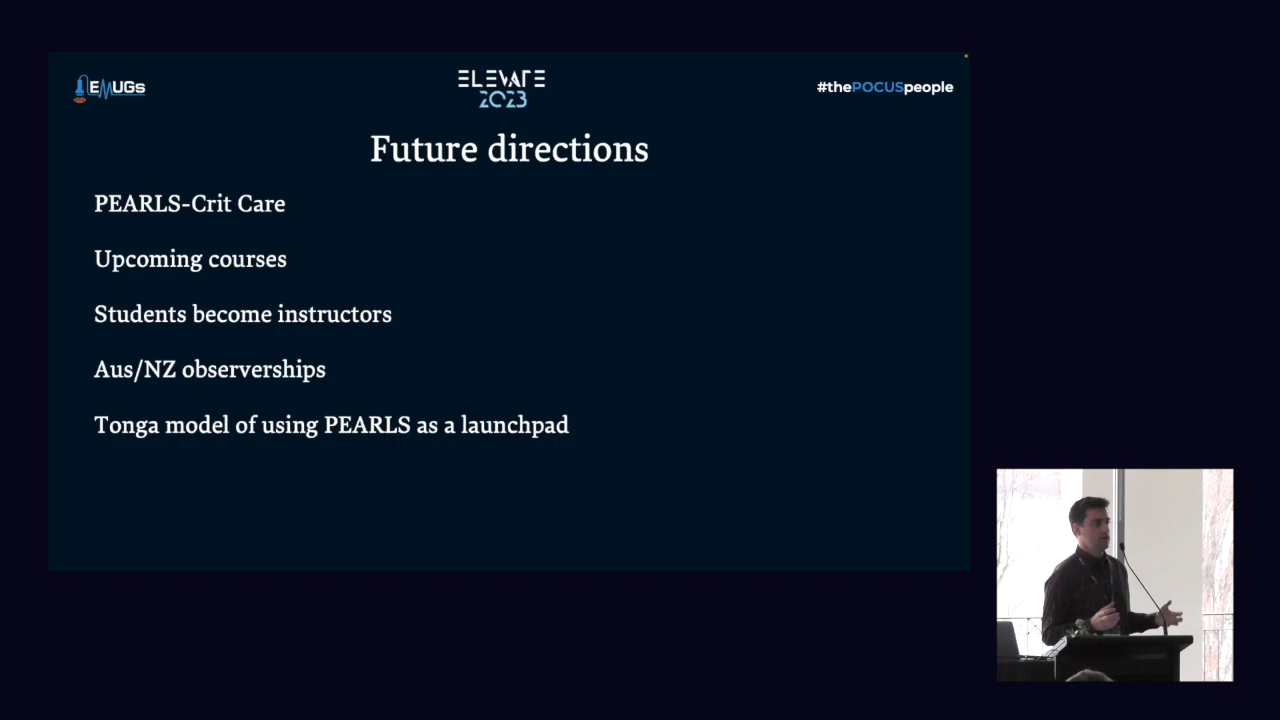 EMUGs
ELEVATE
2023
#thePOCUSpeople
Future directions
PEARLS-Crit Care
Upcoming courses
Students become instructors
Aus/NZ observerships
Tonga model of using PEARLS as a launchpad